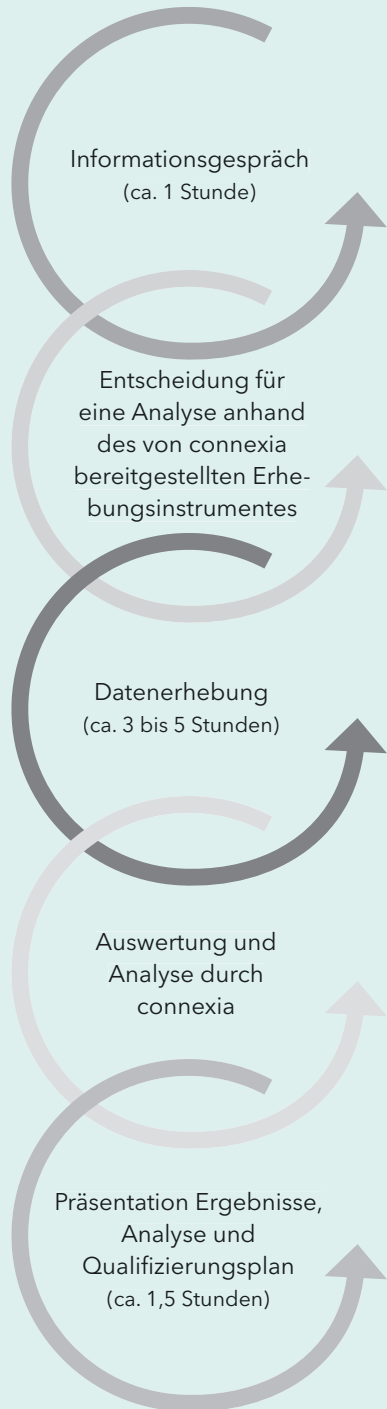 Informationsgespräch
(ca. 1 Stunde)
Entscheidung für
eine Analyse anhand
des von connexia
bereitgestellten Erhe-
bungsinstrumentes
Datenerhebung
(ca. 3 bis 5 Stunden)
Auswertung und
Analyse durch
connexia
Präsentation Ergebnisse,
Analyse und
Qualifizierungsplan
(ca. 1,5 Stunden)